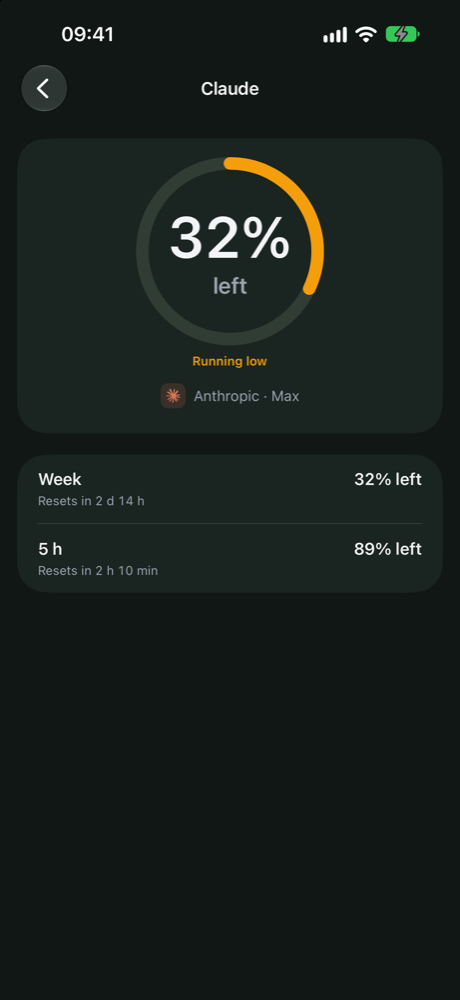 09:41
Claude
32%
left
Running low
Anthropic · Max
Week
32% left
Resets in 2 d 14 h
5 h
89% left
Resets in 2 h 10 min